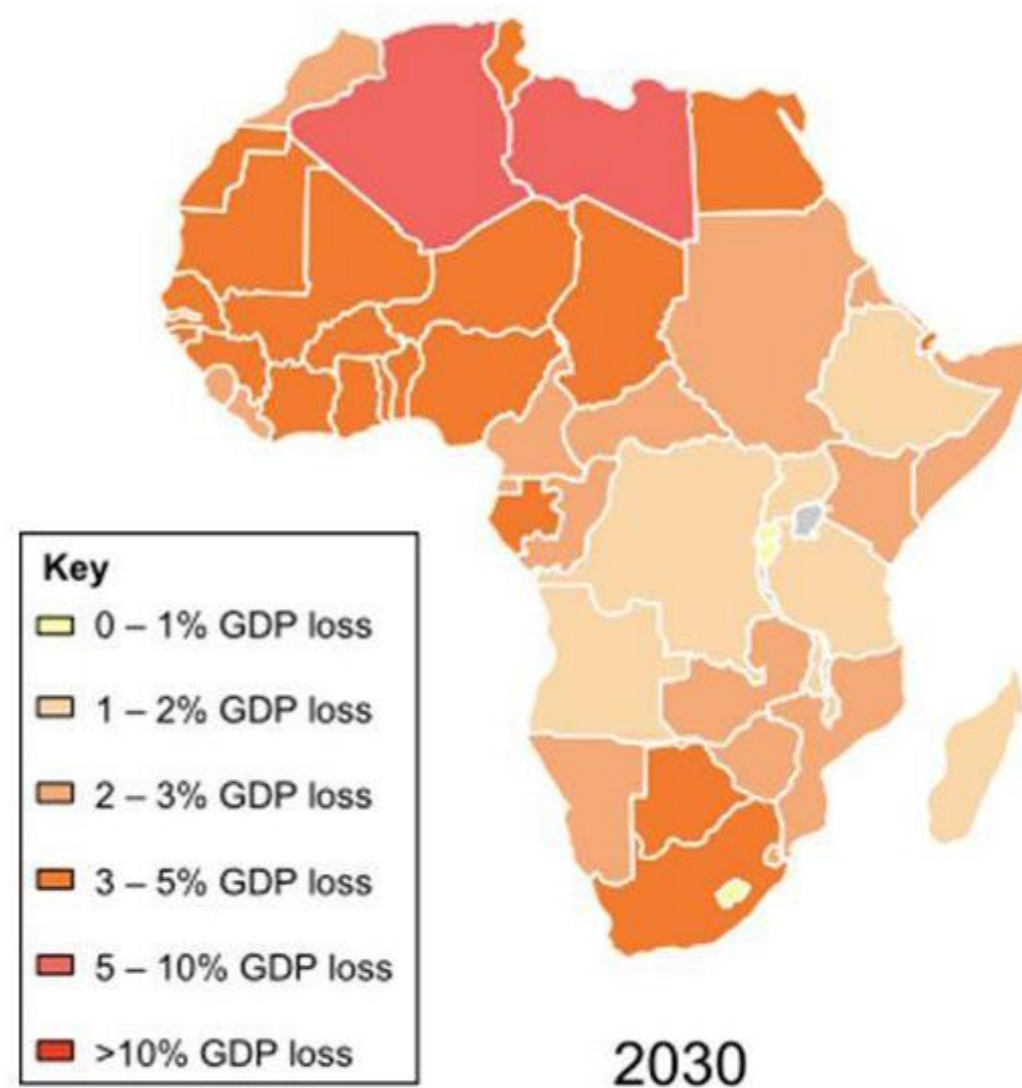 Key
0 – 1% GDP loss
1 – 2% GDP loss
2 – 3% GDP loss
3 – 5% GDP loss
5 – 10% GDP loss
>10% GDP loss
2030